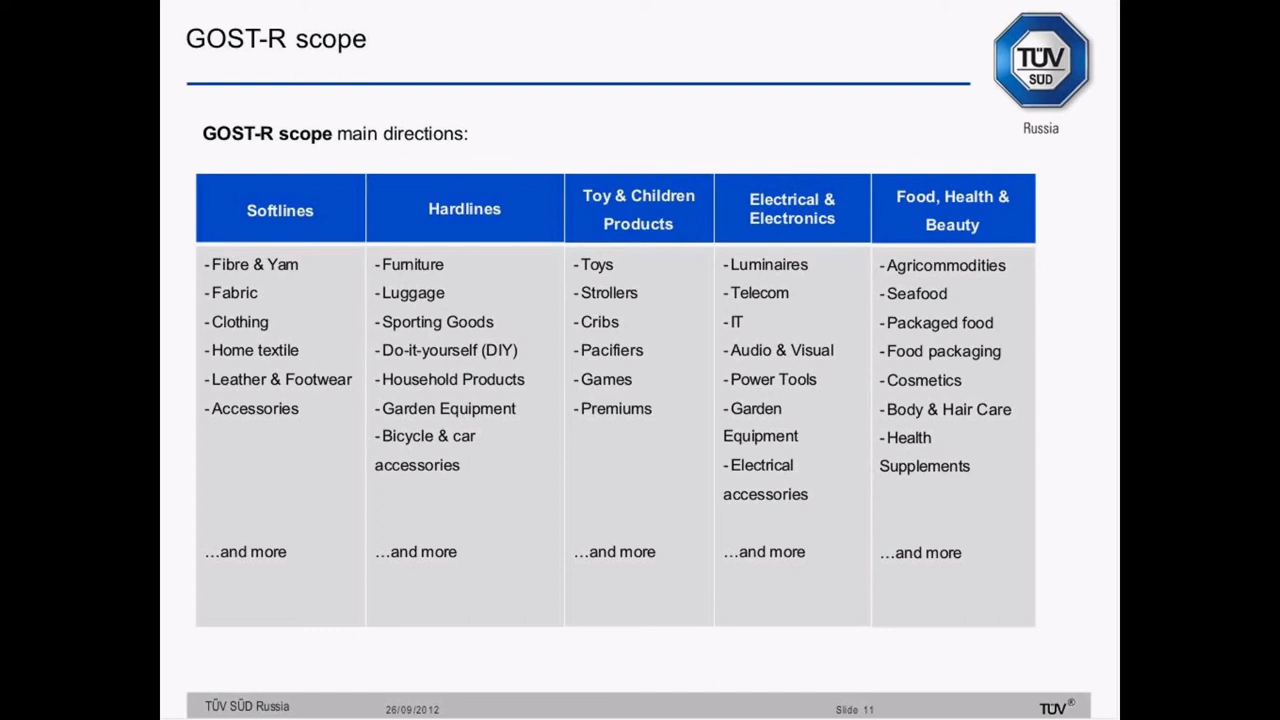 GOST-R scope
TÜV
SÜD
Russia
GOST-R scope main directions:
Softlines
- Fibre & Yarn
- Fabric
- Clothing
- Home textile
- Leather & Footwear
- Accessories
…and more
Hardlines
- Furniture
- Luggage
- Sporting Goods
- Do-it-yourself (DIY)
- Household Products
- Garden Equipment
- Bicycle & car
accessories
…and more
Toy & Children
Products
- Toys
- Strollers
- Cribs
- Pacifiers
- Games
- Premiums
…and more
Electrical &
Electronics
- Luminaires
- Telecom
- IT
- Audio & Visual
- Power Tools
- Garden
Equipment
- Electrical
accessories
…and more
Food, Health &
Beauty
- Agricommodities
- Seafood
- Packaged food
- Food packaging
- Cosmetics
- Body & Hair Care
- Health
Supplements
…and more
TÜV SÜD Russia
26/09/2012
Slide 11
TÜV®